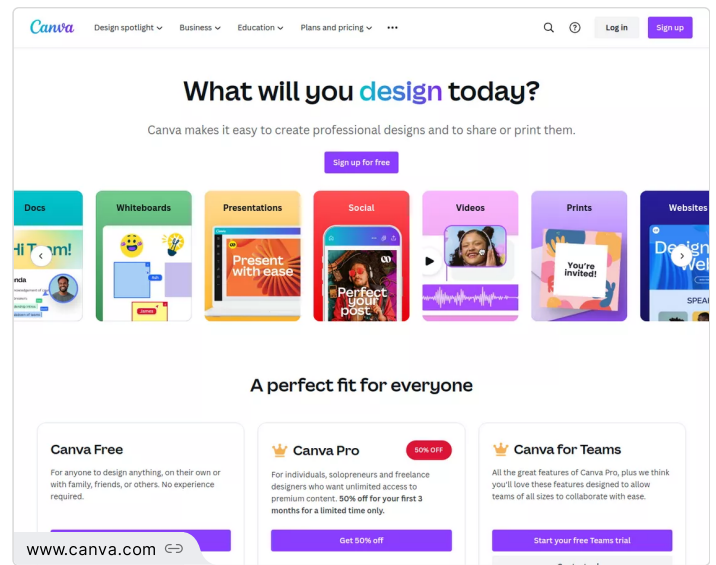 Canva
Design spotlight
Business
Education
Plans and pricing
Log in
Sign up
What will you design today?
Canva makes it easy to create professional designs and to share or print them.
Sign up for free
Docs
Whiteboards
Presentations
Social
Videos
Prints
Websites
Present
with ease
Perfect
your
post
You're
invited!
James
A perfect fit for everyone
Canva Free
For anyone to design anything, on their own or
with family, friends, or others. No experience
required.
Canva Pro
50% OFF
For individuals, solopreneurs and freelance
designers who want unlimited access to
premium content. 50% off for your first 3
months for a limited time only.
Get 50% off
Canva for Teams
All the great features of Canva Pro, plus we think
you'll love these features designed to allow
teams of all sizes to collaborate with ease.
Start your free Teams trial
www.canva.com